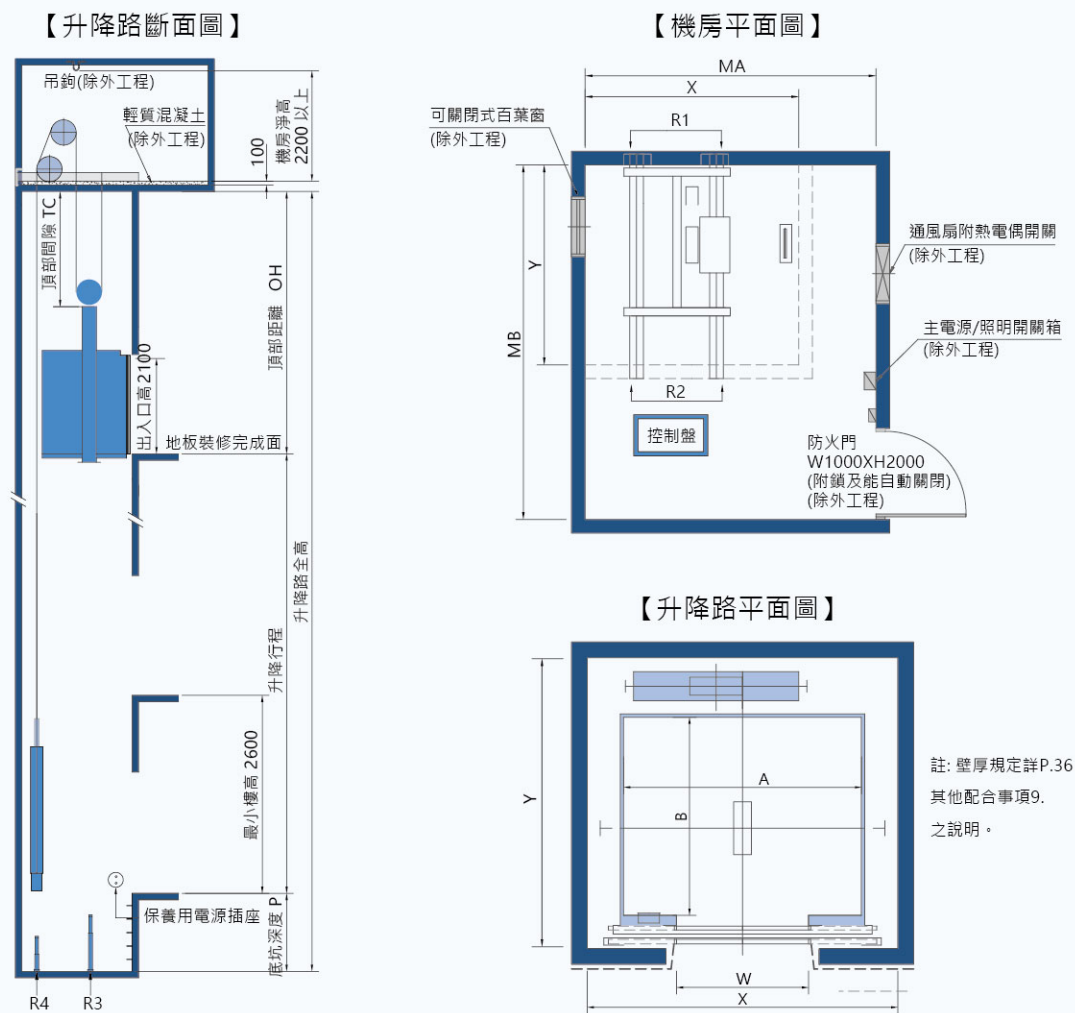 【升降路斷面圖】
吊鉤(除外工程)
輕質混凝土
(除外工程)
100
機房淨高
2200 以上
頂部間隙 TC
頂部距離 OH
出入口高2100
地板裝修完成面
升降路全高
升降行程
最小樓高 2600
保養用電源插座
底坑深度 P
R4
R3
【機房平面圖】
MA
X
R1
可關閉式百葉窗
(除外工程)
Y
MB
通風扇附熱電偶開關
(除外工程)
主電源/照明開關箱
(除外工程)
R2
控制盤
防火門
W1000XH2000
(附鎖及能自動關閉)
(除外工程)
【升降路平面圖】
Y
A
B
W
X
註: 壁厚規定詳P.36
其他配合事項9.
之說明。